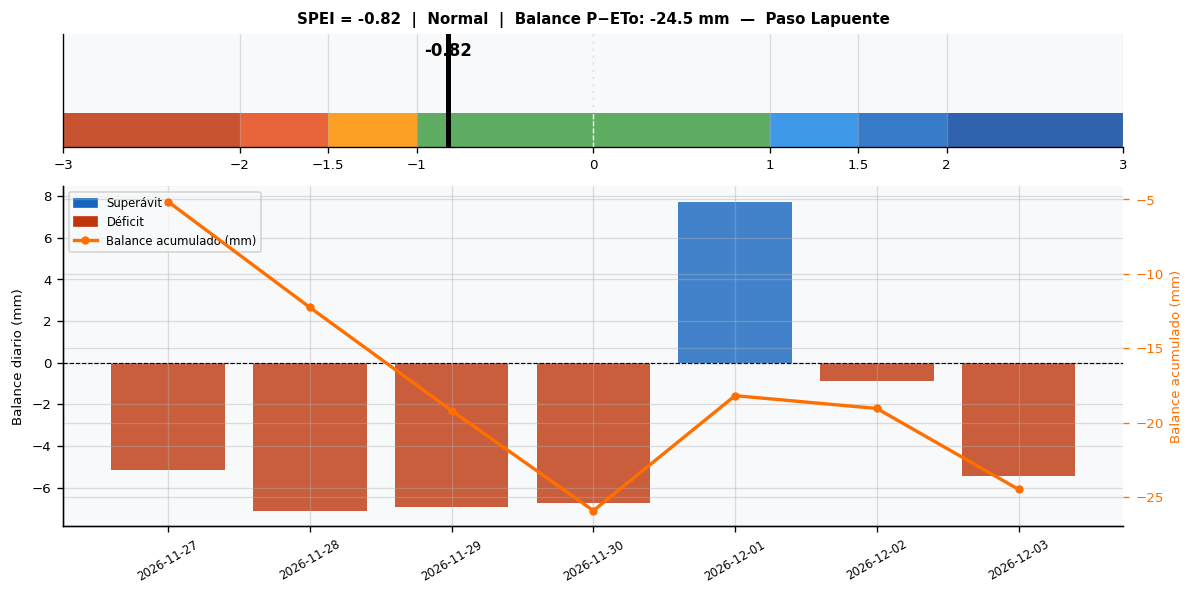 SPEI = -0.82  |  Normal  |  Balance P−ETo: -24.5 mm  —  Paso Lapuente
-0.82
−3 −2 −1.5 −1 0 1 1.5 2 3
Superávit
Déficit
Balance acumulado (mm)
Balance diario (mm)
8
6
4
2
0
−2
−4
−6
−5
−10
−15
−20
−25
Balance acumulado (mm)
2026-11-27 2026-11-28 2026-11-29 2026-11-30 2026-12-01 2026-12-02 2026-12-03